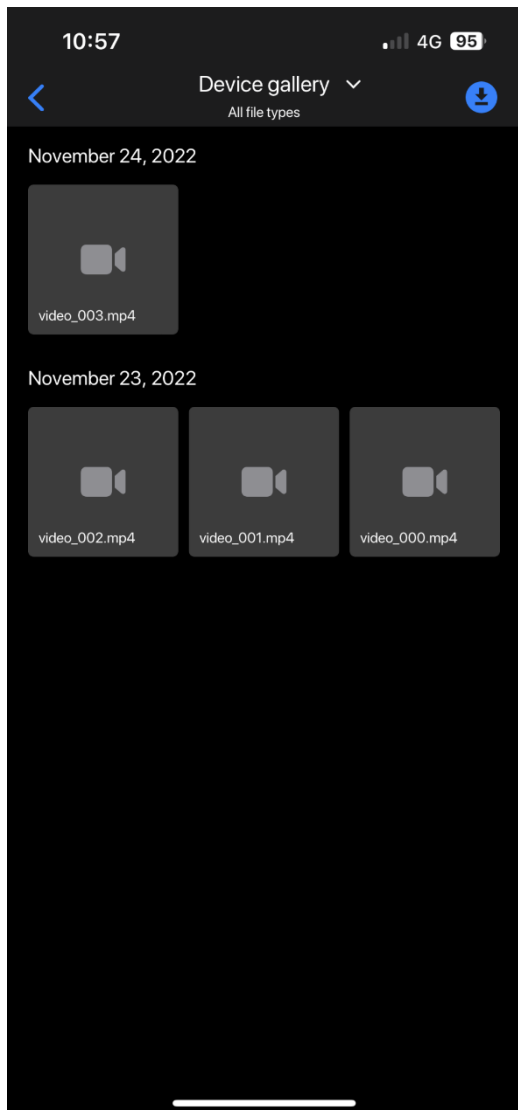 10:57
4G 95
Device gallery
All file types
November 24, 2022
video_003.mp4
November 23, 2022
video_002.mp4
video_001.mp4
video_000.mp4